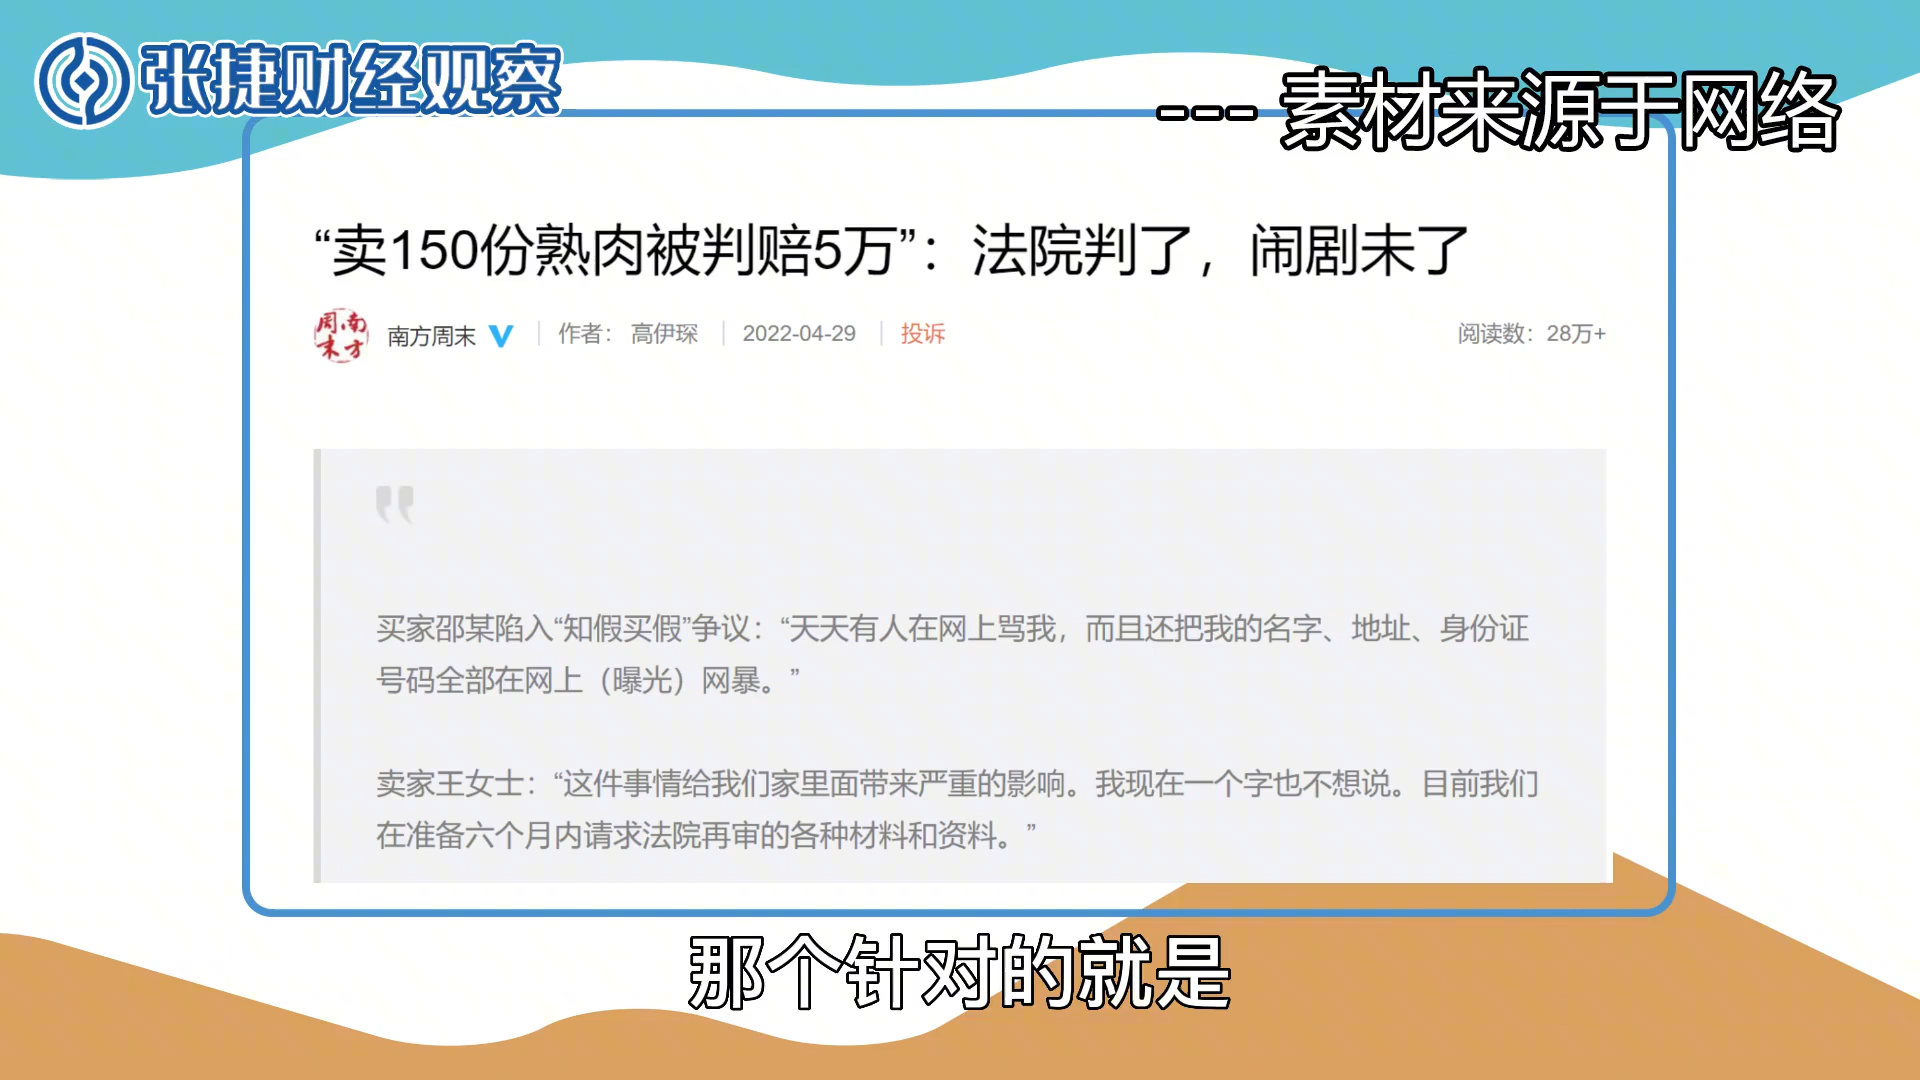 张捷财经观察
--- 素材来源于网络
“卖150份熟肉被判赔5万”：法院判了，闹剧未了
周南末方 南方周末 作者： 高伊琛 2022-04-29 投诉 阅读数：28万+
买家邵某陷入“知假买假”争议：“天天有人在网上骂我，而且还把我的名字、地址、身份证
号码全部在网上（曝光）网暴。”
卖家王女士：“这件事情给我们家里面带来严重的影响。我现在一个字也不想说。目前我们
在准备六个月内请求法院再审的各种材料和资料。”
那个针对的就是